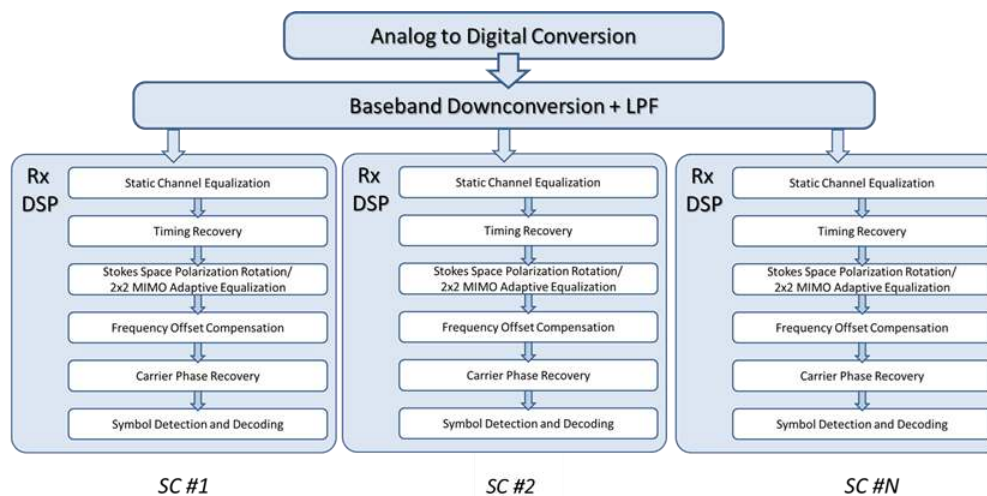 Analog to Digital Conversion
Baseband Downconversion + LPF
Rx
DSP
Static Channel Equalization
Timing Recovery
Stokes Space Polarization Rotation/
2x2 MIMO Adaptive Equalization
Frequency Offset Compensation
Carrier Phase Recovery
Symbol Detection and Decoding
SC #1
Rx
DSP
Static Channel Equalization
Timing Recovery
Stokes Space Polarization Rotation/
2x2 MIMO Adaptive Equalization
Frequency Offset Compensation
Carrier Phase Recovery
Symbol Detection and Decoding
SC #2
Rx
DSP
Static Channel Equalization
Timing Recovery
Stokes Space Polarization Rotation/
2x2 MIMO Adaptive Equalization
Frequency Offset Compensation
Carrier Phase Recovery
Symbol Detection and Decoding
SC #N